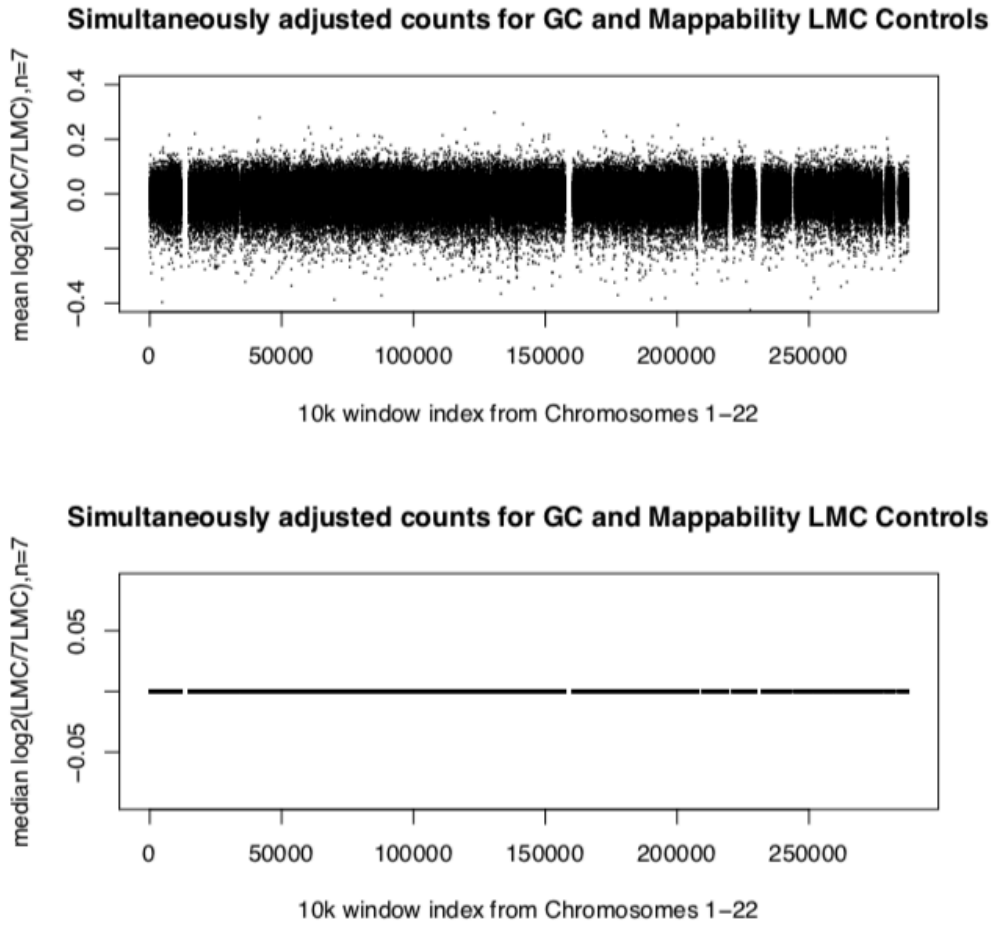 Simultaneously adjusted counts for GC and Mappability LMC Controls
mean log2(LMC/7LMC),n=7
0.4
0.2
0.0
−0.4
0 50000 100000 150000 200000 250000
10k window index from Chromosomes 1−22
Simultaneously adjusted counts for GC and Mappability LMC Controls
median log2(LMC/7LMC),n=7
0.05
−0.05
0 50000 100000 150000 200000 250000
10k window index from Chromosomes 1−22